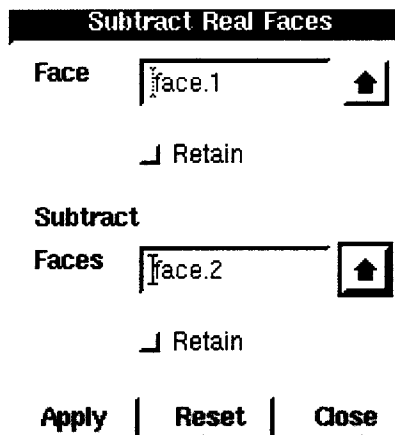 Subtract Real Faces
Face face.1
Retain
Subtract
Faces face.2
Retain
Apply Reset Close